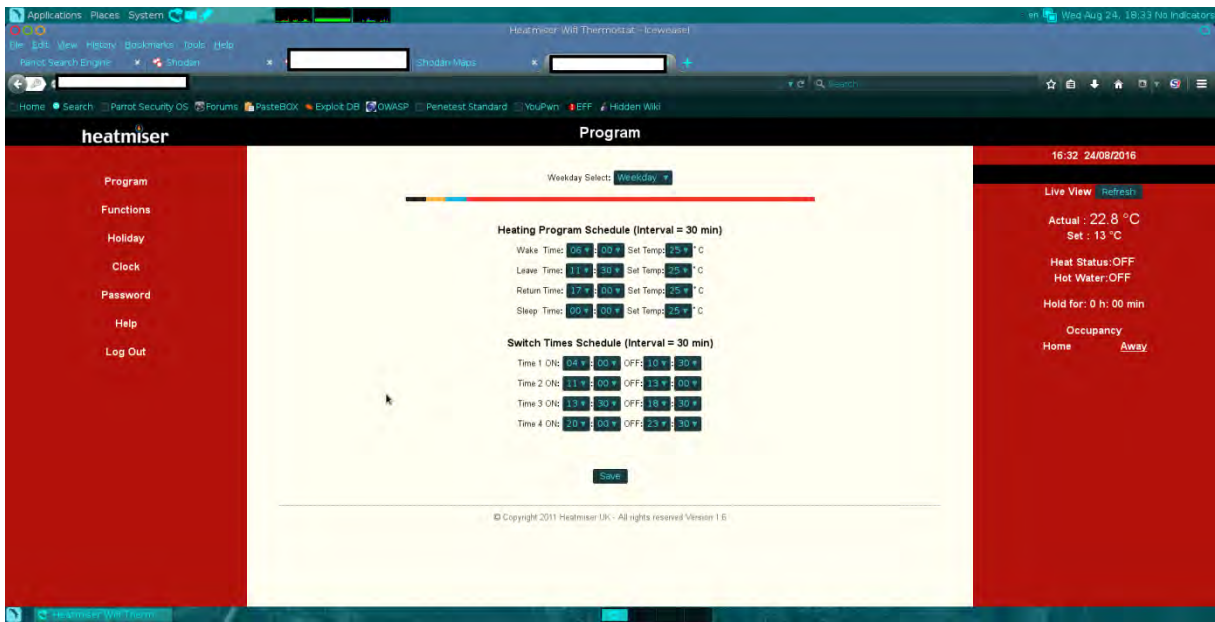 Applications Places System
en Wed Aug 24, 18:33 No Indicators
Heatmiser Wifi Thermostat - Iceweasel
File Edit View History Bookmarks Tools Help
Parrot Search Engine Shodan Shodan Maps
Search
Home Search Parrot Security OS Forums PasteBOX Exploit DB OWASP Penetest Standard YouPwn EFF Hidden Wiki
heatmiser
Program
16:32 24/08/2016
Program
Functions
Holiday
Clock
Password
Help
Log Out
Weekday Select: Weekday
Heating Program Schedule (Interval = 30 min)
Wake Time: 06 : 00 Set Temp: 25 ° C
Leave Time: 11 : 30 Set Temp: 25 ° C
Return Time: 17 : 00 Set Temp: 25 ° C
Sleep Time: 00 : 00 Set Temp: 25 ° C
Switch Times Schedule (Interval = 30 min)
Time 1 ON: 04 : 00 OFF: 10 : 30
Time 2 ON: 11 : 00 OFF: 13 : 00
Time 3 ON: 13 : 30 OFF: 18 : 30
Time 4 ON: 20 : 00 OFF: 23 : 30
Save
© Copyright 2011 Heatmiser UK - All rights reserved Version 1.6
Live View Refresh
Actual : 22.8 °C
Set : 13 °C
Heat Status:OFF
Hot Water:OFF
Hold for: 0 h: 00 min
Occupancy
Home Away
Heatmiser Wifi Therm